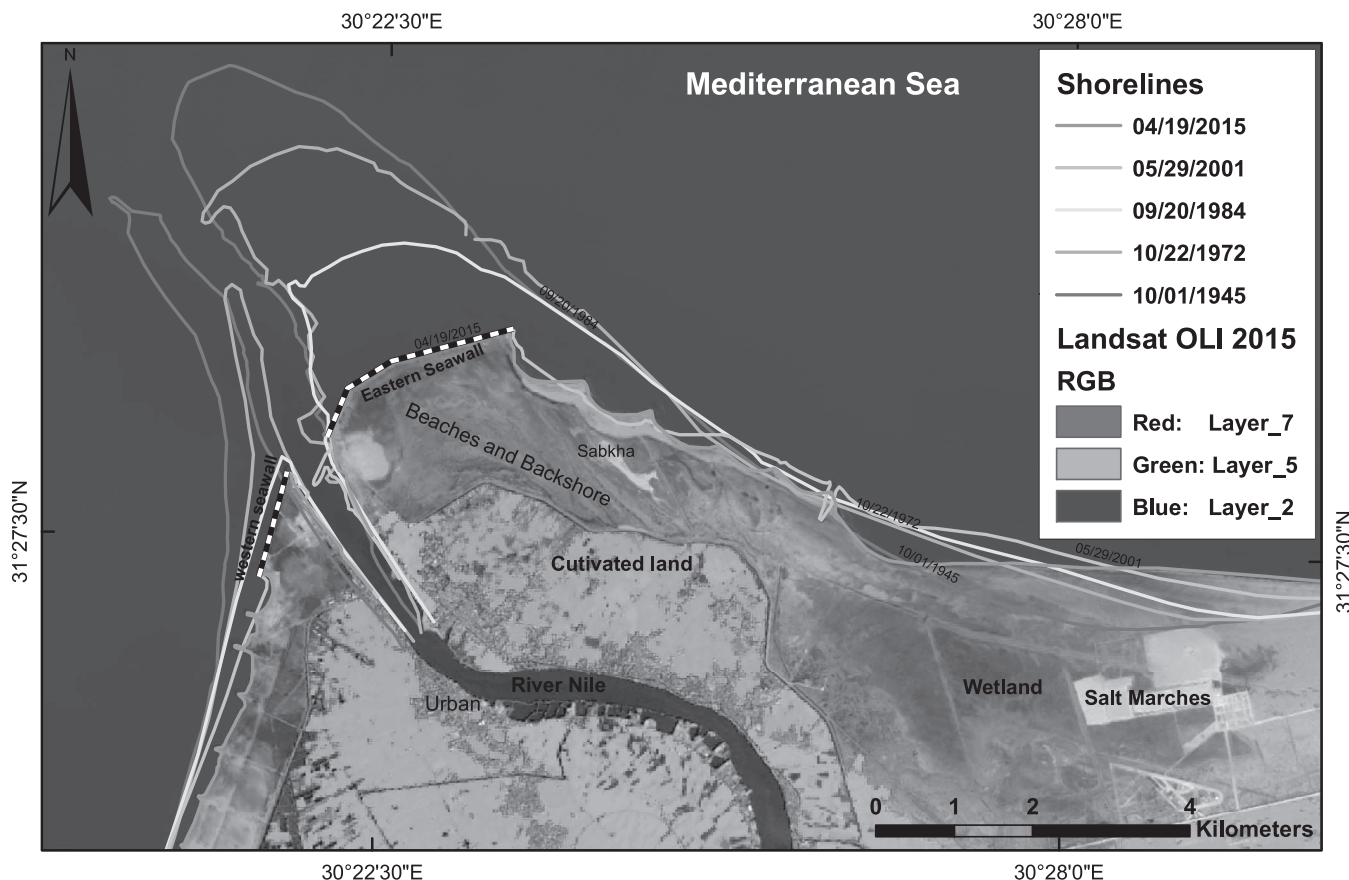 30°22'30"E
30°28'0"E
N
Mediterranean Sea
Shorelines
04/19/2015
05/29/2001
09/20/1984
10/22/1972
10/01/1945
Landsat OLI 2015
RGB
Red: Layer_7
Green: Layer_5
Blue: Layer_2
09/20/1984
04/19/2015
Eastern Seawall
Beaches and Backshore
Sabkha
western seawall
10/22/1972
05/29/2001
10/01/1945
31°27'30"N
31°27'30"N
Cutivated land
River Nile
Urban
Wetland
Salt Marches
0 1 2 4
Kilometers
30°22'30"E
30°28'0"E